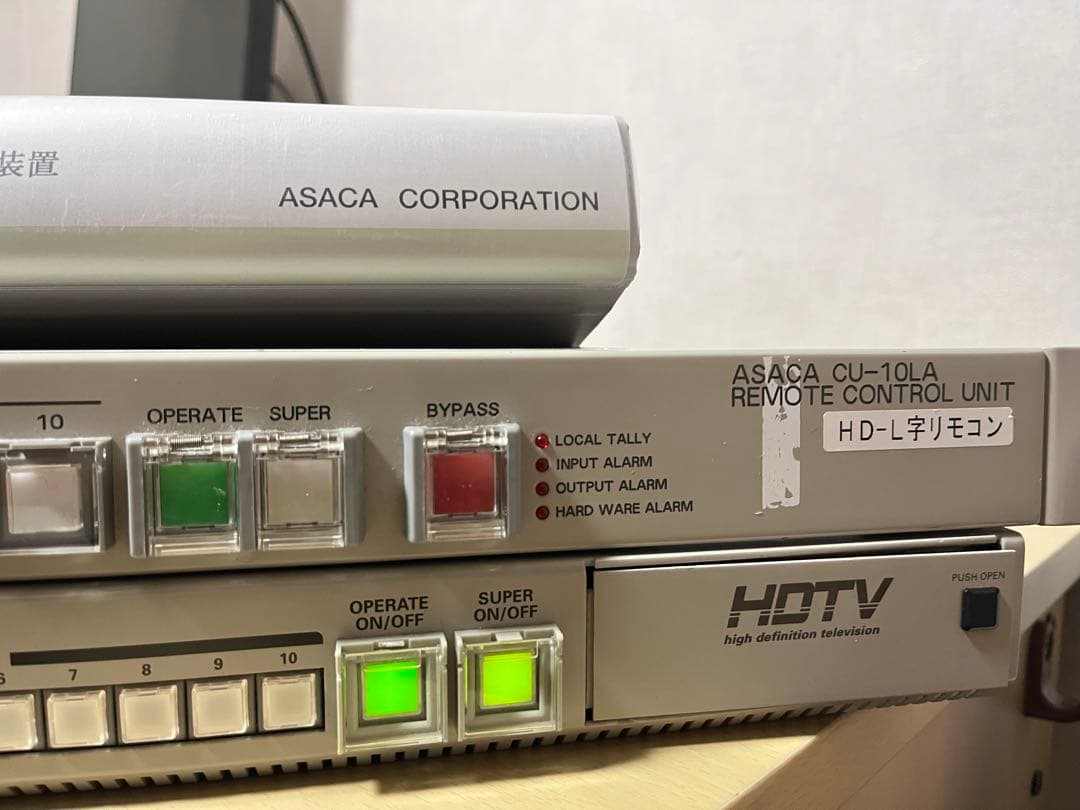 装置
ASACA CORPORATION
10
OPERATE
SUPER
BYPASS
LOCAL TALLY
INPUT ALARM
OUTPUT ALARM
HARD WARE ALARM
ASACA CU-10LA
REMOTE CONTROL UNIT
HD-L字リモコン
6
7
8
9
10
OPERATE
ON/OFF
SUPER
ON/OFF
HDTV
high definition television
PUSH OPEN